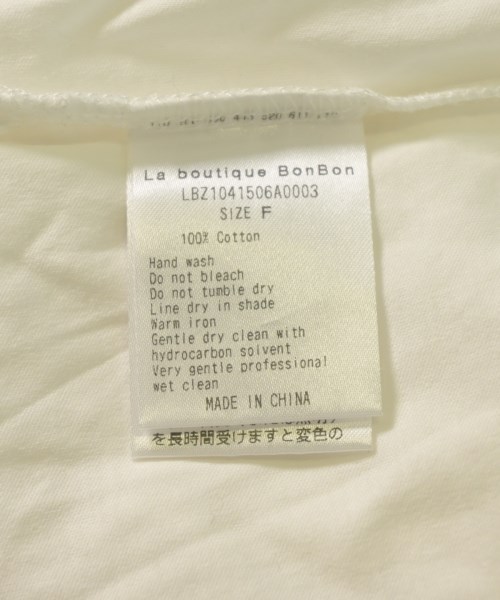 La boutique BonBon
LBZ1041506A0003
SIZE F
100% Cotton
Hand wash
Do not bleach
Do not tumble dry
Line dry in shade
Warm iron
Gentle dry clean with
hydrocarbon solvent
Very gentle professional
wet clean
MADE IN CHINA
を長時間受けますと変色の